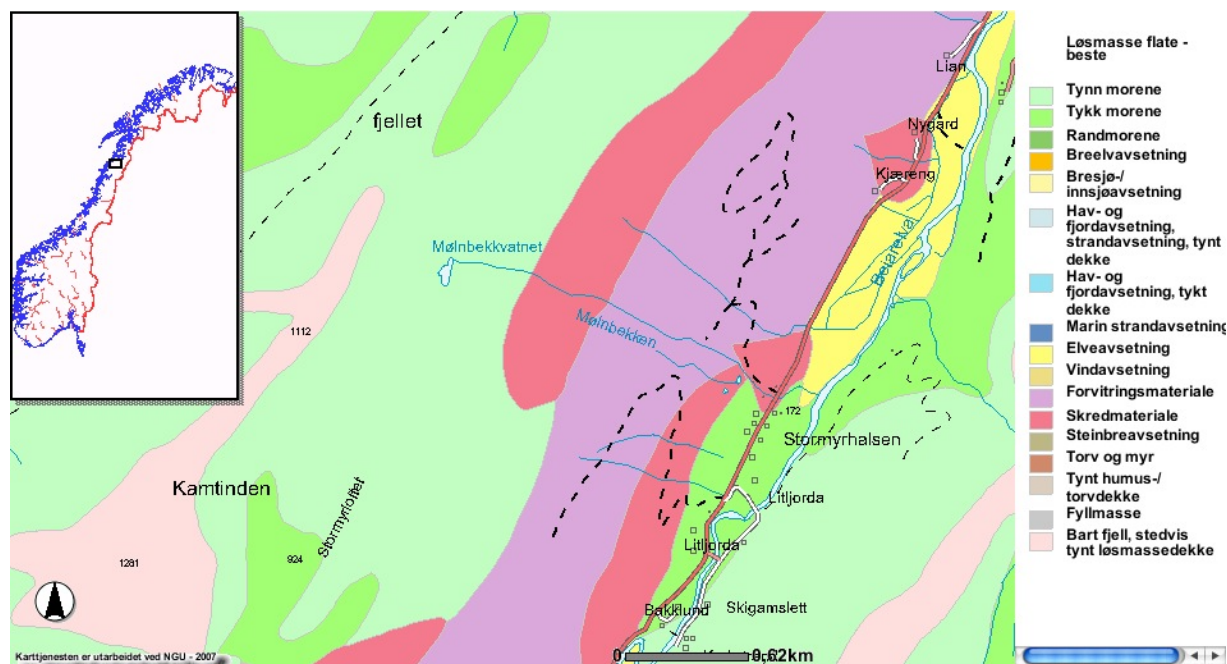 fjellet
Lian
Nygård
Kjæreng
Beiarelva
Mølnbekkvatnet
Mølnbekken
1112
172
Stormyrhalsen
Kamtinden
Stormyrloftet
Litljorda
1281
924
Litljorda
Bakklund
Skigamslett
0
0,62km
Karttjenesten er utarbeidet ved NGU - 2007
Løsmasse flate -
beste
Tynn morene
Tykk morene
Randmorene
Breelvavsetning
Bresjø-/
innsjøavsetning
Hav- og
fjordavsetning,
strandavsetning, tynt
dekke
Hav- og
fjordavsetning, tykt
dekke
Marin strandavsetning
Elveavsetning
Vindavsetning
Forvitringsmateriale
Skredmateriale
Steinbreavsetning
Torv og myr
Tynt humus-/
torvdekke
Fyllmasse
Bart fjell, stedvis
tynt løsmassedekke